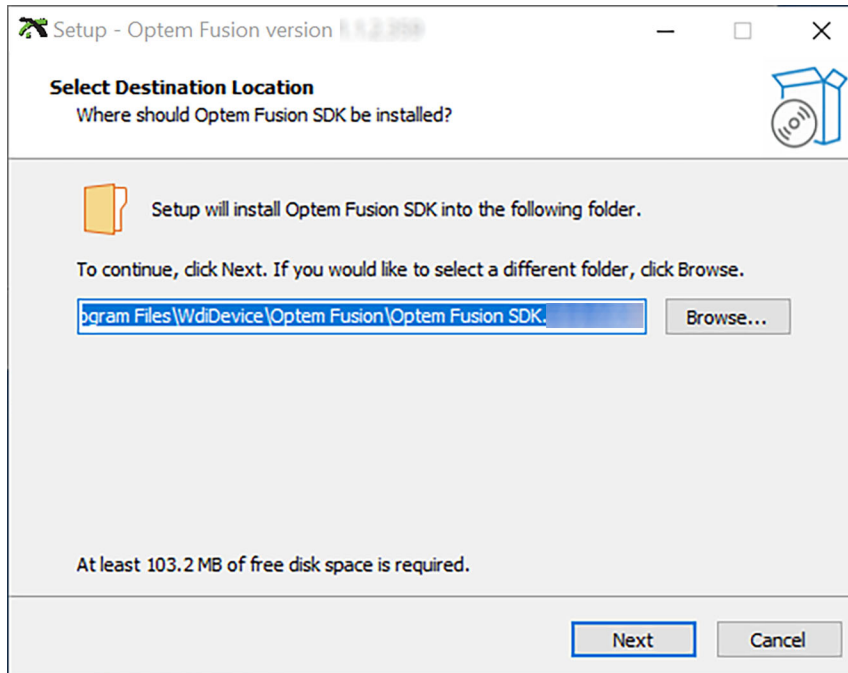 Setup - Optem Fusion version
Select Destination Location
Where should Optem Fusion SDK be installed?
Setup will install Optem Fusion SDK into the following folder.
To continue, click Next. If you would like to select a different folder, click Browse.
ogram Files\WdiDevice\Optem Fusion\Optem Fusion SDK.
Browse...
At least 103.2 MB of free disk space is required.
Next
Cancel